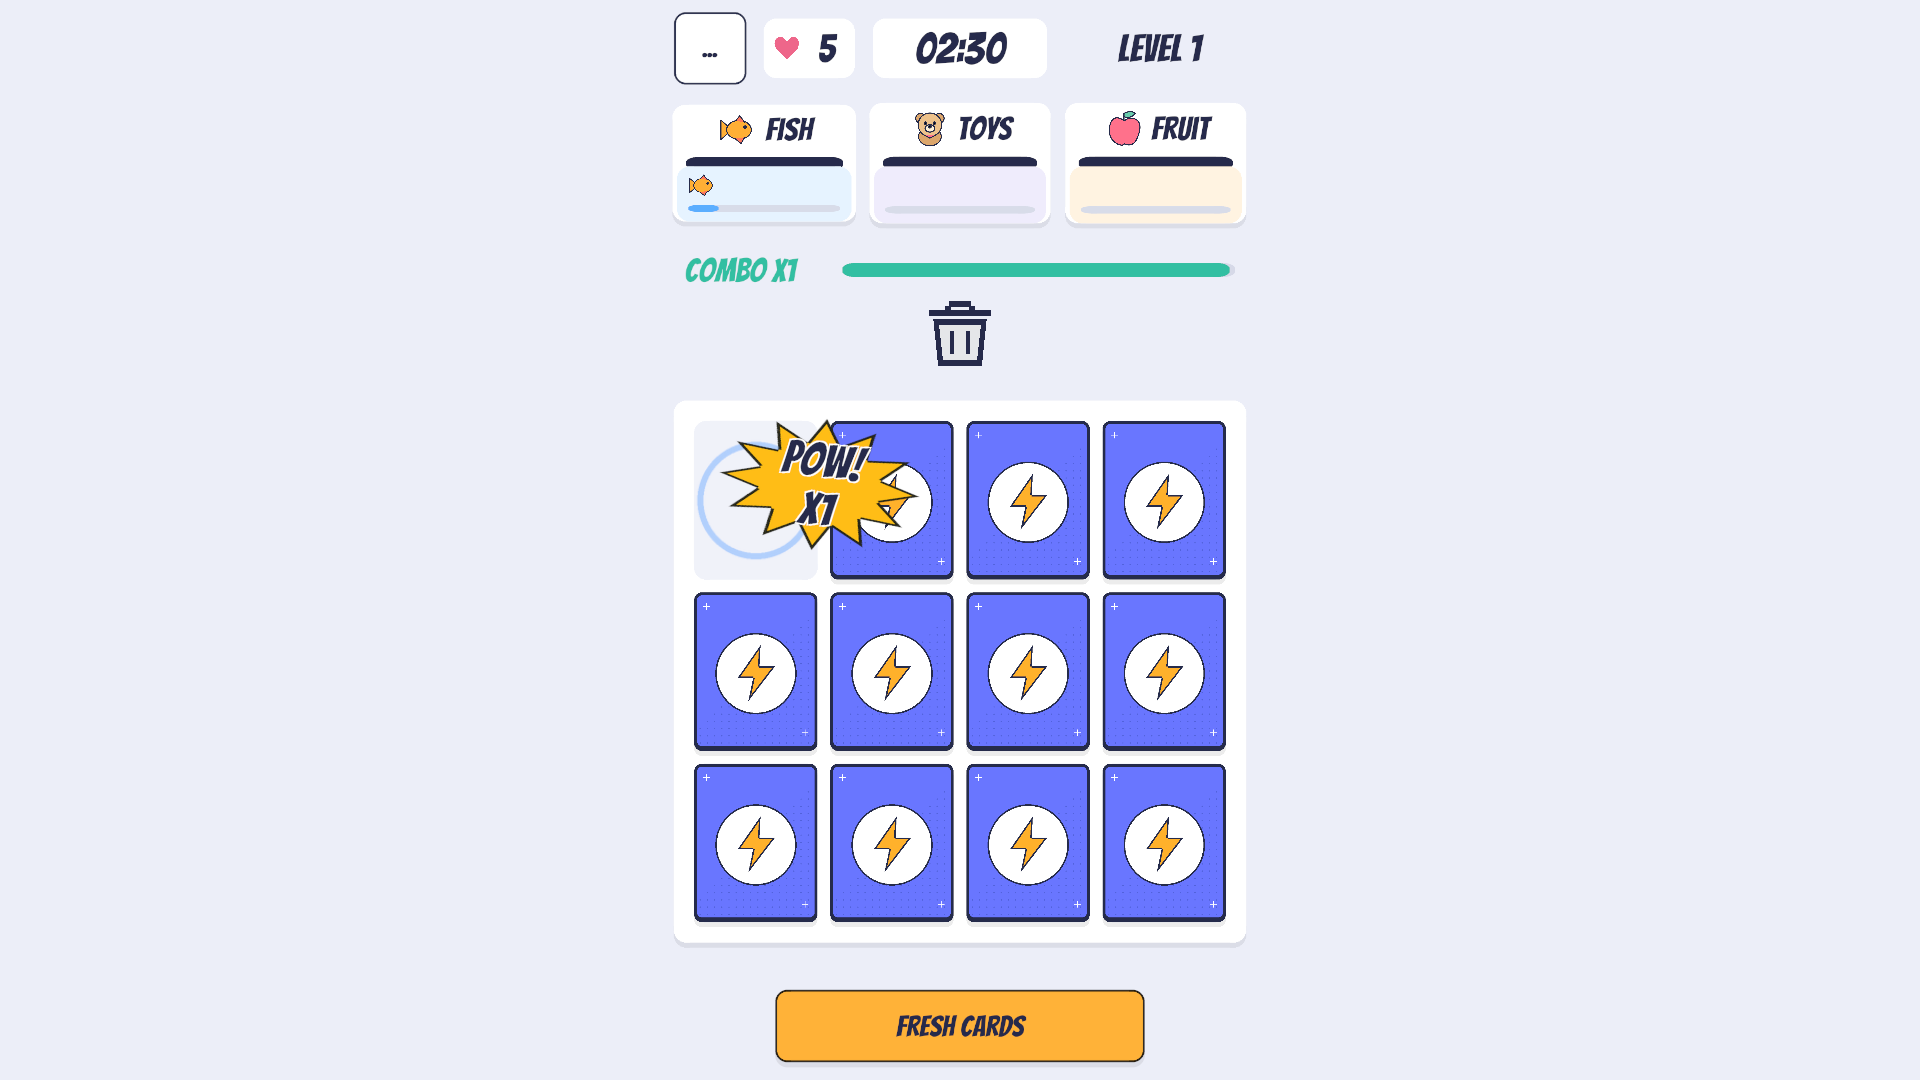 ...
5
02:30
LEVEL 1
FISH
TOYS
FRUIT
COMBO X1
POW!
X1
FRESH CARDS